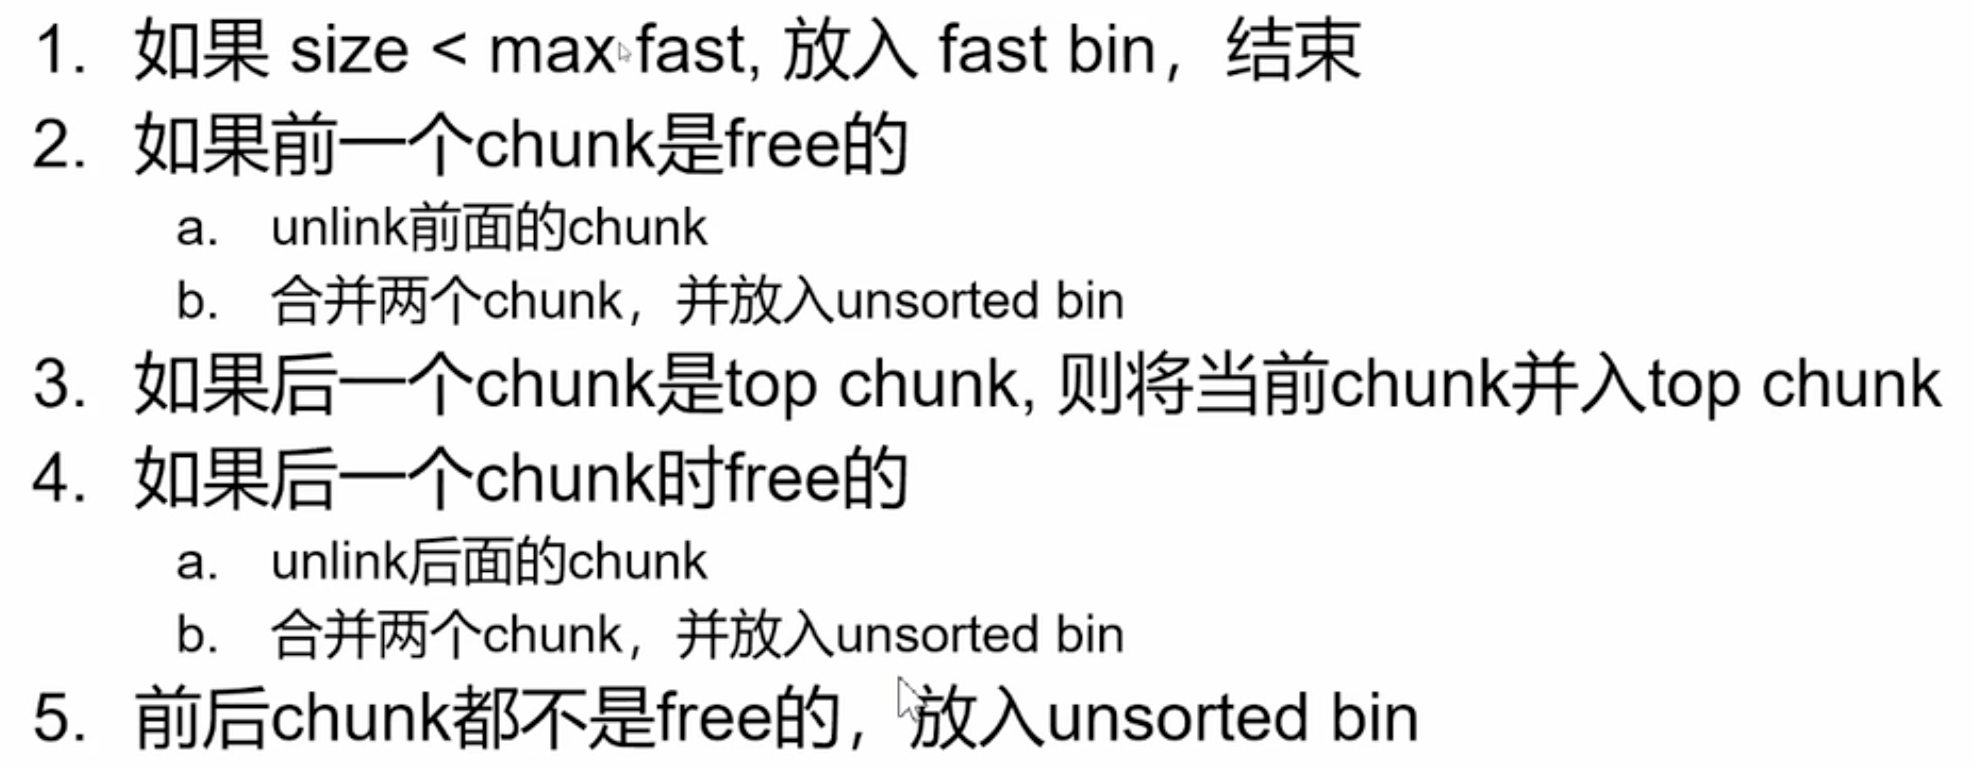 1. 如果 size < max fast, 放入 fast bin，结束
2. 如果前一个chunk是free的
a. unlink前面的chunk
b. 合并两个chunk，并放入unsorted bin
3. 如果后一个chunk是top chunk, 则将当前chunk并入top chunk
4. 如果后一个chunk时free的
a. unlink后面的chunk
b. 合并两个chunk，并放入unsorted bin
5. 前后chunk都不是free的，放入unsorted bin